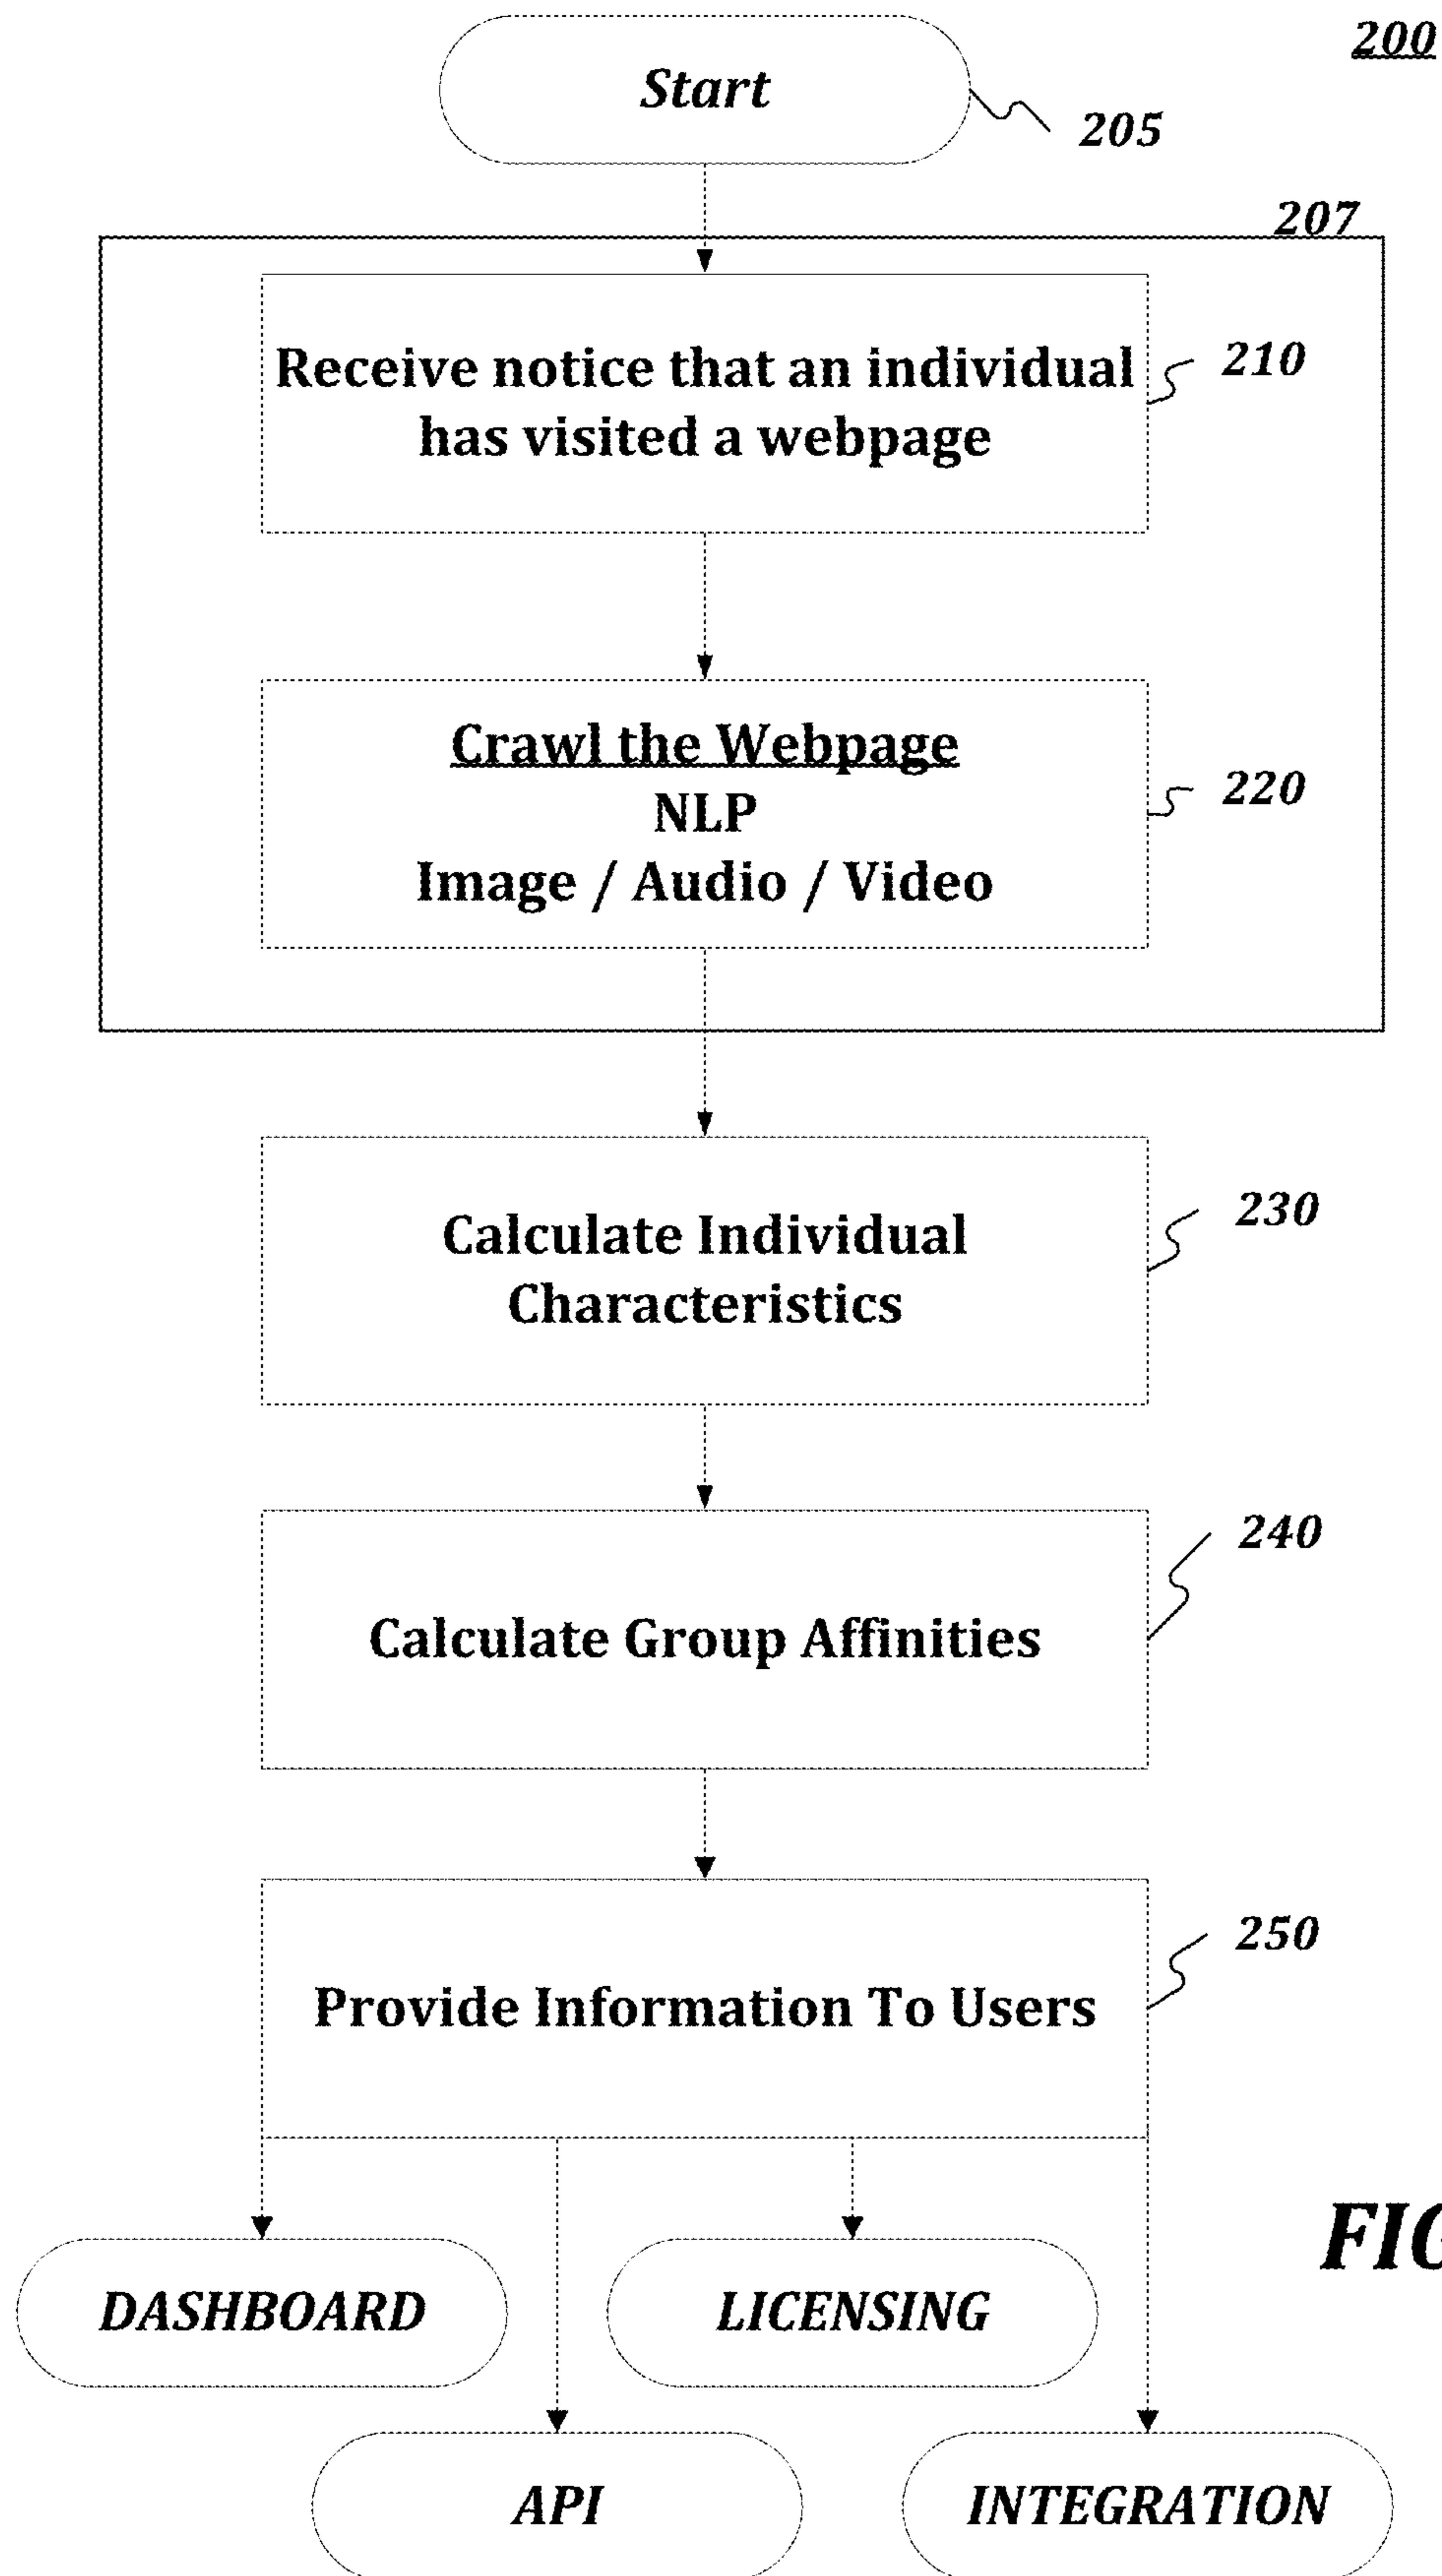 200
Start
205
207
Receive notice that an individual
has visited a webpage
210
Crawl the Webpage
NLP
Image / Audio / Video
220
Calculate Individual
Characteristics
230
240
Calculate Group Affinities
250
Provide Information To Users
DASHBOARD
LICENSING
API
INTEGRATION